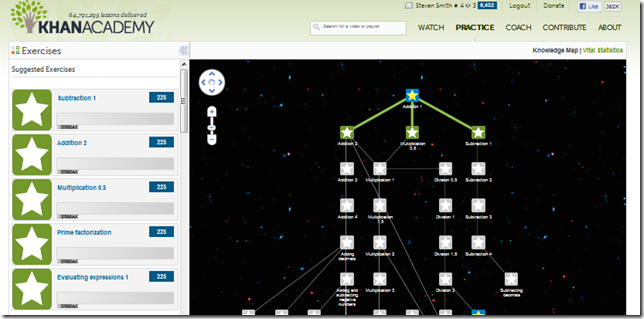 64,791,295 lessons delivered
Steven Smith # 4 3 8,432 Logout Donate Like 362K
KHANACADEMY
Search for a video or playlist
WATCH PRACTICE COACH CONTRIBUTE ABOUT
Exercises
Knowledge Map | Vital Statistics
Suggested Exercises
Subtraction 1 225
STREAK
Addition 2 225
STREAK
Multiplication 0.5 225
STREAK
Prime factorization 225
STREAK
Evaluating expressions 1 225
STREAK
Addition 1
Addition 2 Multiplication 0.5 Subtraction 1
Addition 3 Multiplication 1 Division 0.5 Subtraction 2
Addition 4 Multiplication 1.5 Division 1 Subtraction 3
Adding decimals Multiplication 2 Division 1.5 Subtraction 4
Adding and subtracting negative numbers Multiplication 3 Division 2 Subtracting decimals